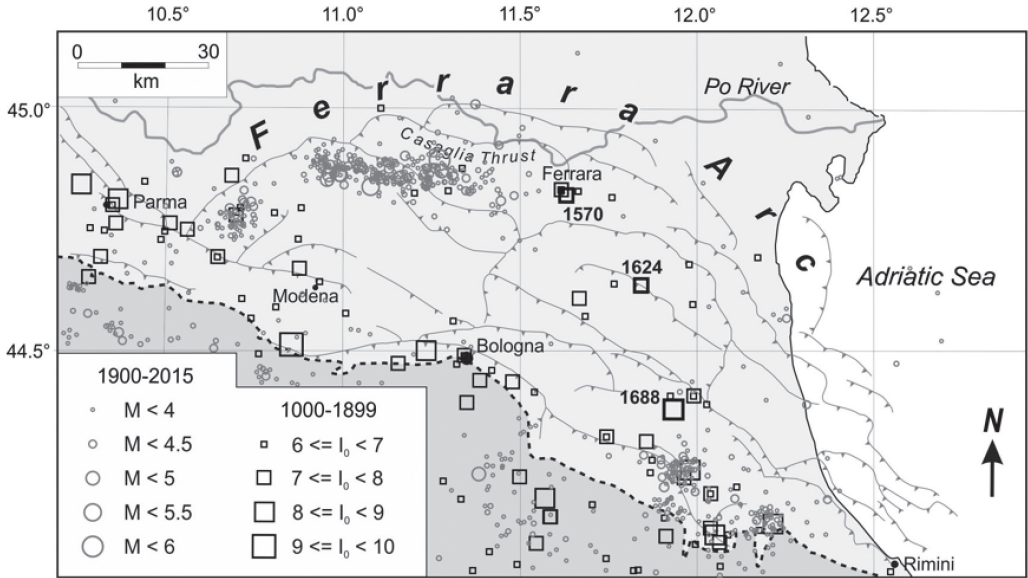 10.5° 11.0° 11.5° 12.0° 12.5°
0 30
km
45.0°
44.5°
Ferrara Arc
Po River
Casaglia Thrust
Ferrara
1570
Parma
1624
Adriatic Sea
Modena
Bologna
1688
1900-2015
M < 4
M < 4.5
M < 5
M < 5.5
M < 6
1000-1899
6 <= I₀ < 7
7 <= I₀ < 8
8 <= I₀ < 9
9 <= I₀ < 10
N
Rimini